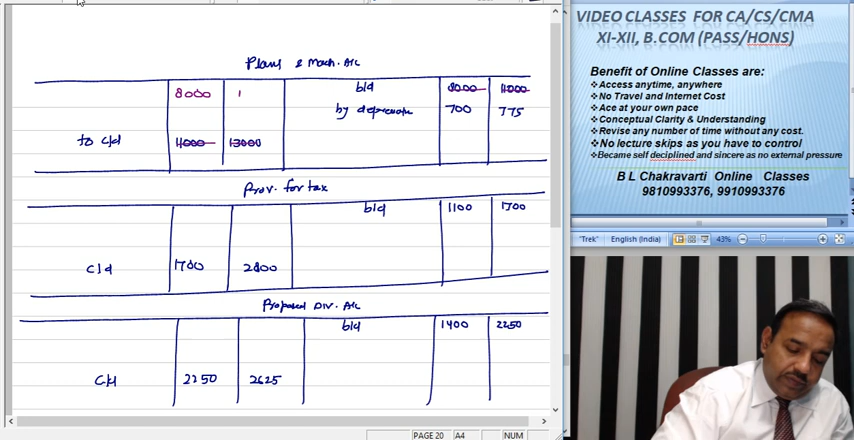 Plant & Mach. A/c
8000 1 b/d 8000 11000
by depreciation 700 775
to c/d 11000 13000
Prov. for tax
b/d 1100 1700
c/d 1700 2800
Proposed Div. A/c
b/d 1400 2250
c/d 2250 2625
PAGE 20 A4 NUM
VIDEO CLASSES FOR CA/CS/CMA
XI-XII, B.COM (PASS/HONS)
Benefit of Online Classes are:
Access anytime, anywhere
No Travel and Internet Cost
Ace at your own pace
Conceptual Clarity & Understanding
Revise any number of time without any cost.
No lecture skips as you have to control
Became self deciplined and sincere as no external pressure
B L Chakravarti Online Classes
9810993376, 9910993376
"Trek" English (India) 43%